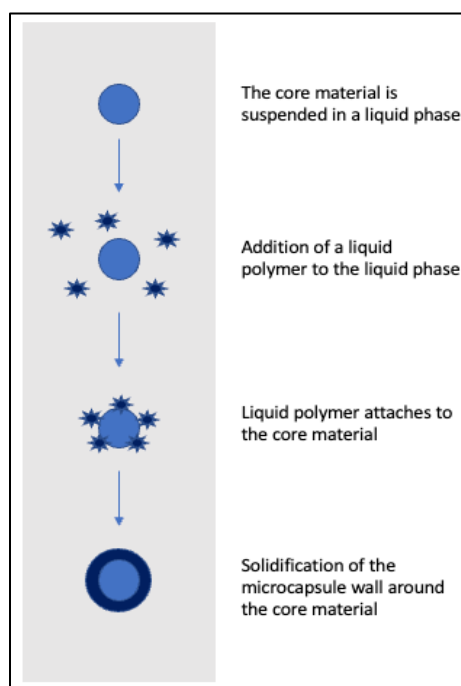 The core material is
suspended in a liquid phase
Addition of a liquid
polymer to the liquid phase
Liquid polymer attaches to
the core material
Solidification of the
microcapsule wall around
the core material